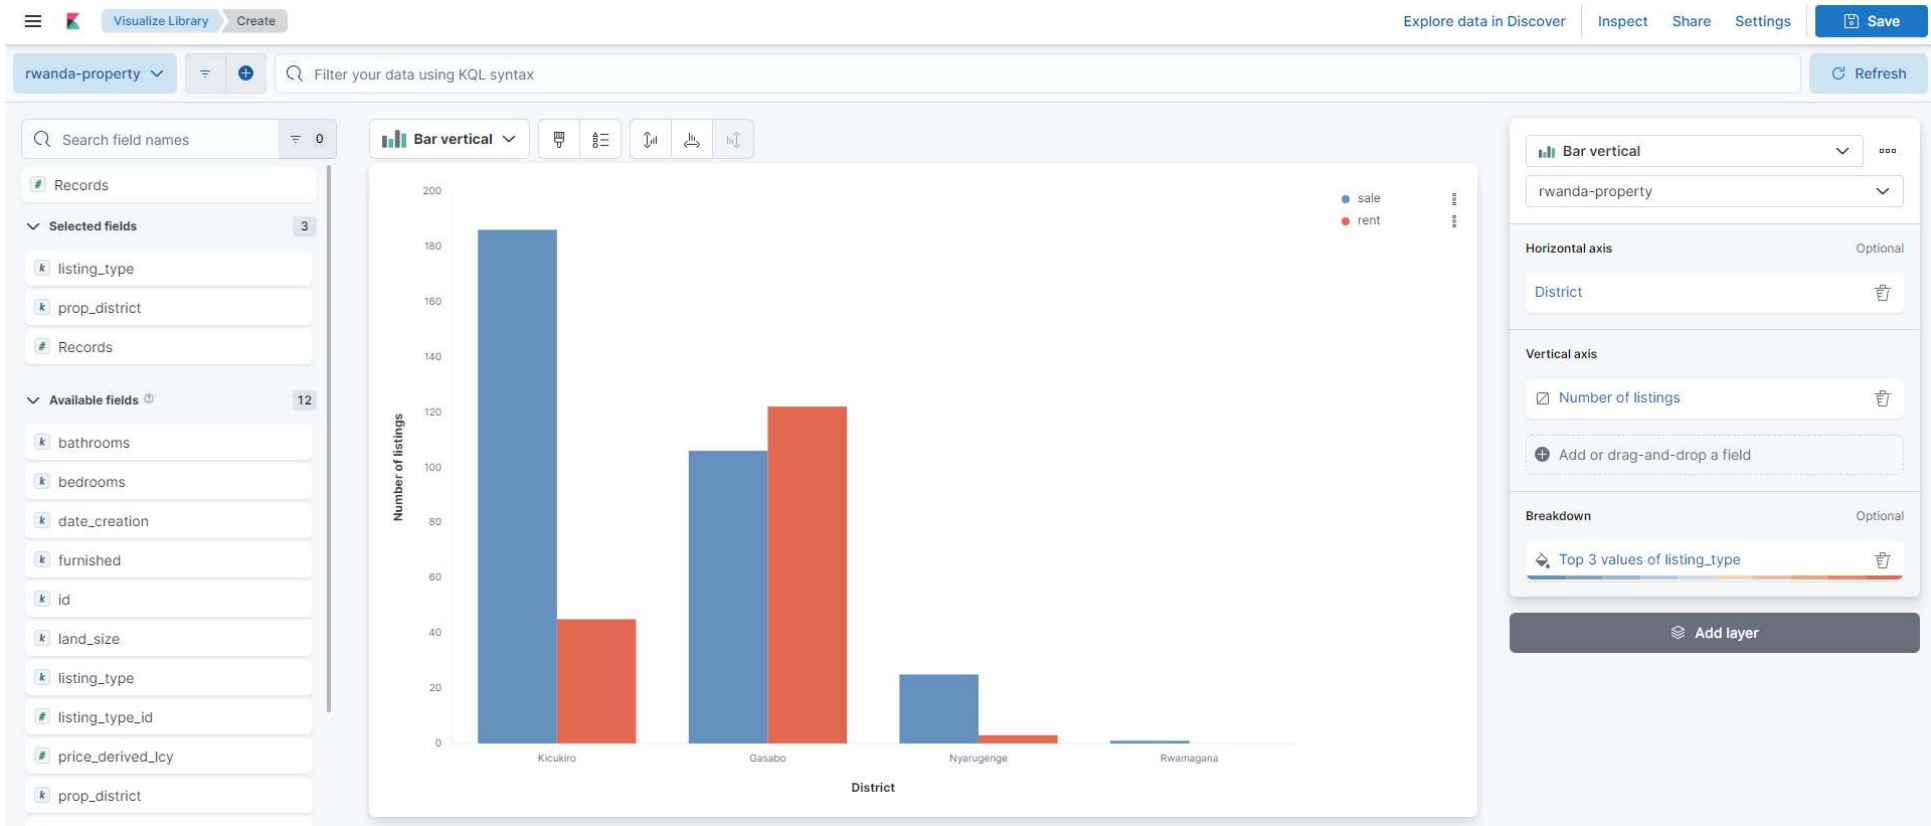 Visualize Library Create Explore data in Discover Inspect Share Settings Save
rwanda-property Filter your data using KQL syntax Refresh
Search field names 0
# Records
Selected fields 3
k listing_type
k prop_district
# Records
Available fields 12
k bathrooms
k bedrooms
k date_creation
k furnished
k id
k land_size
k listing_type
# listing_type_id
# price_derived_lcy
k prop_district
Bar vertical
sale
rent
Number of listings
200
180
160
140
120
100
80
60
40
20
0
Kicukiro Gasabo Nyarugenge Rwamagana
District
Bar vertical
rwanda-property
Horizontal axis Optional
District
Vertical axis
Number of listings
Add or drag-and-drop a field
Breakdown Optional
Top 3 values of listing_type
Add layer